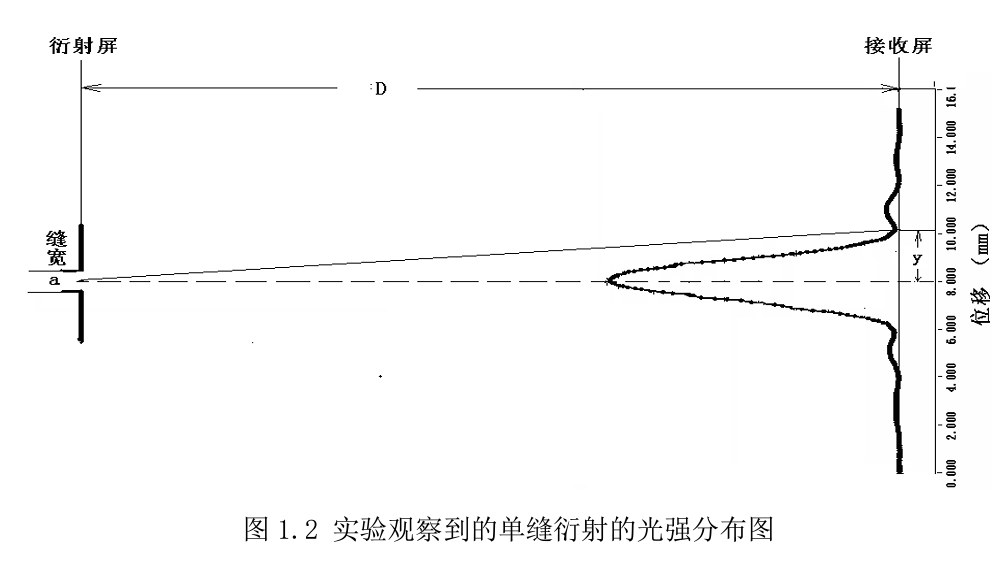 衍射屏
接收屏
D
缝宽
a
y
16.1
14.000
12.000
10.000
8.000
6.000
4.000
2.000
0.000
位移 (mm)
图 1.2 实验观察到的单缝衍射的光强分布图